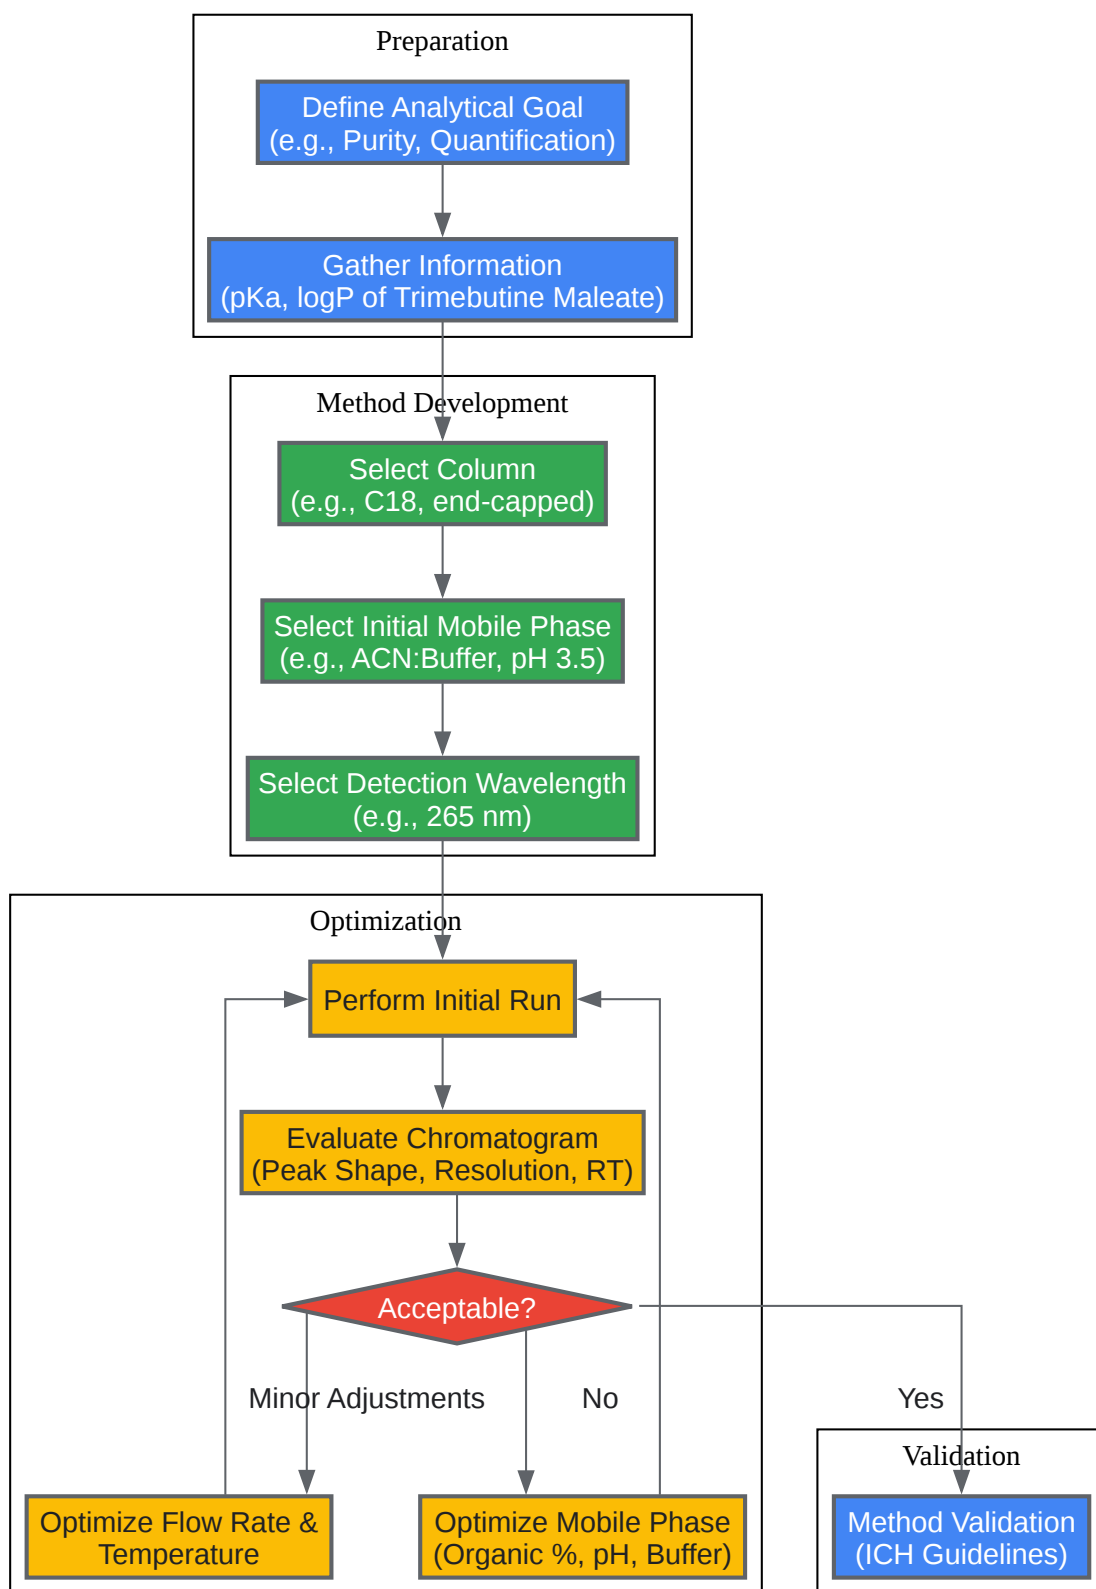 Preparation
Define Analytical Goal
(e.g., Purity, Quantification)
Gather Information
(pKa, logP of Trimebutine Maleate)
Method Development
Select Column
(e.g., C18, end-capped)
Select Initial Mobile Phase
(e.g., ACN:Buffer, pH 3.5)
Select Detection Wavelength
(e.g., 265 nm)
Optimization
Perform Initial Run
Evaluate Chromatogram
(Peak Shape, Resolution, RT)
Acceptable?
Minor Adjustments
No
Yes
Optimize Flow Rate &
Temperature
Optimize Mobile Phase
(Organic %, pH, Buffer)
Validation
Method Validation
(ICH Guidelines)